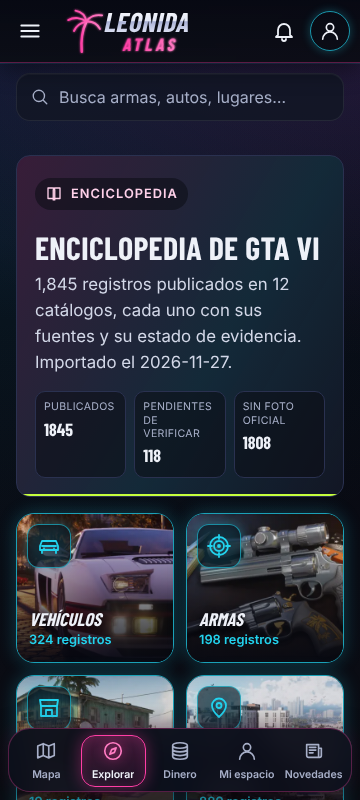 LEONIDA
ATLAS
Busca armas, autos, lugares...
ENCICLOPEDIA
ENCICLOPEDIA DE GTA VI
1,845 registros publicados en 12
catálogos, cada uno con sus
fuentes y su estado de evidencia.
Importado el 2026-11-27.
PUBLICADOS
1845
PENDIENTES
DE
VERIFICAR
118
SIN FOTO
OFICIAL
1808
VEHÍCULOS
324 registros
ARMAS
198 registros
Mapa
Explorar
Dinero
Mi espacio
Novedades